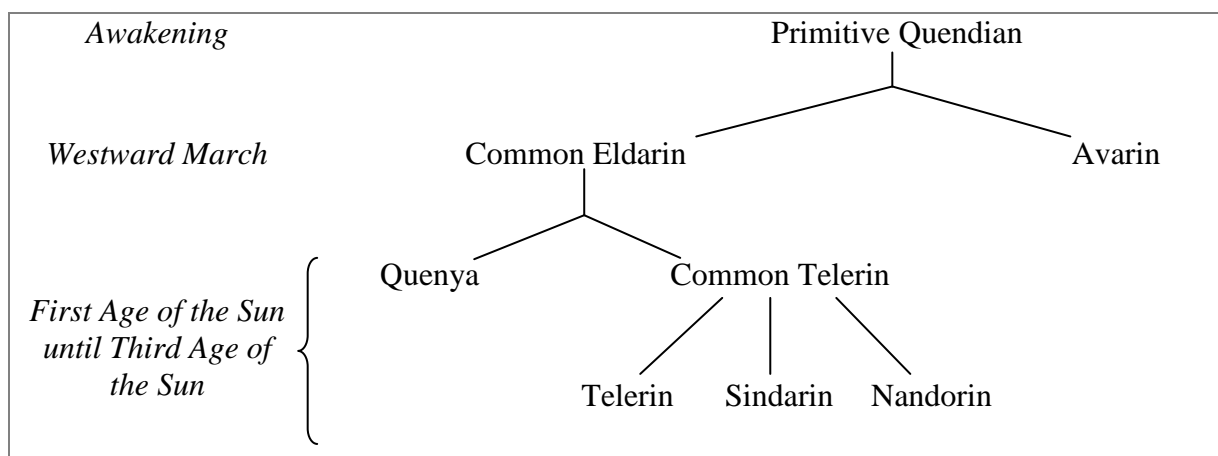 Awakening
Primitive Quendian
Westward March
Common Eldarin
Avarin
Quenya
Common Telerin
First Age of the Sun
until Third Age of
the Sun
Telerin
Sindarin
Nandorin